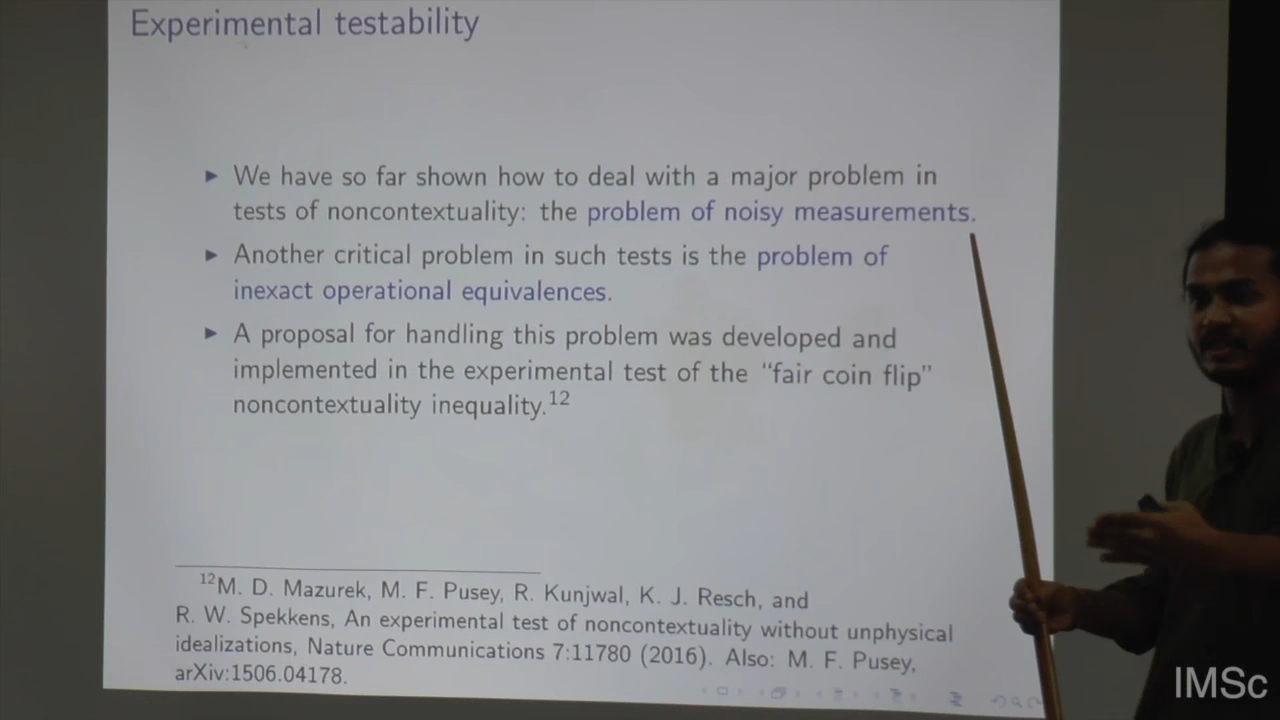 Experimental testability
► We have so far shown how to deal with a major problem in
tests of noncontextuality: the problem of noisy measurements.
► Another critical problem in such tests is the problem of
inexact operational equivalences.
► A proposal for handling this problem was developed and
implemented in the experimental test of the “fair coin flip”
noncontextuality inequality.12
12M. D. Mazurek, M. F. Pusey, R. Kunjwal, K. J. Resch, and
R. W. Spekkens, An experimental test of noncontextuality without unphysical
idealizations, Nature Communications 7:11780 (2016). Also: M. F. Pusey,
arXiv:1506.04178.
IMSc